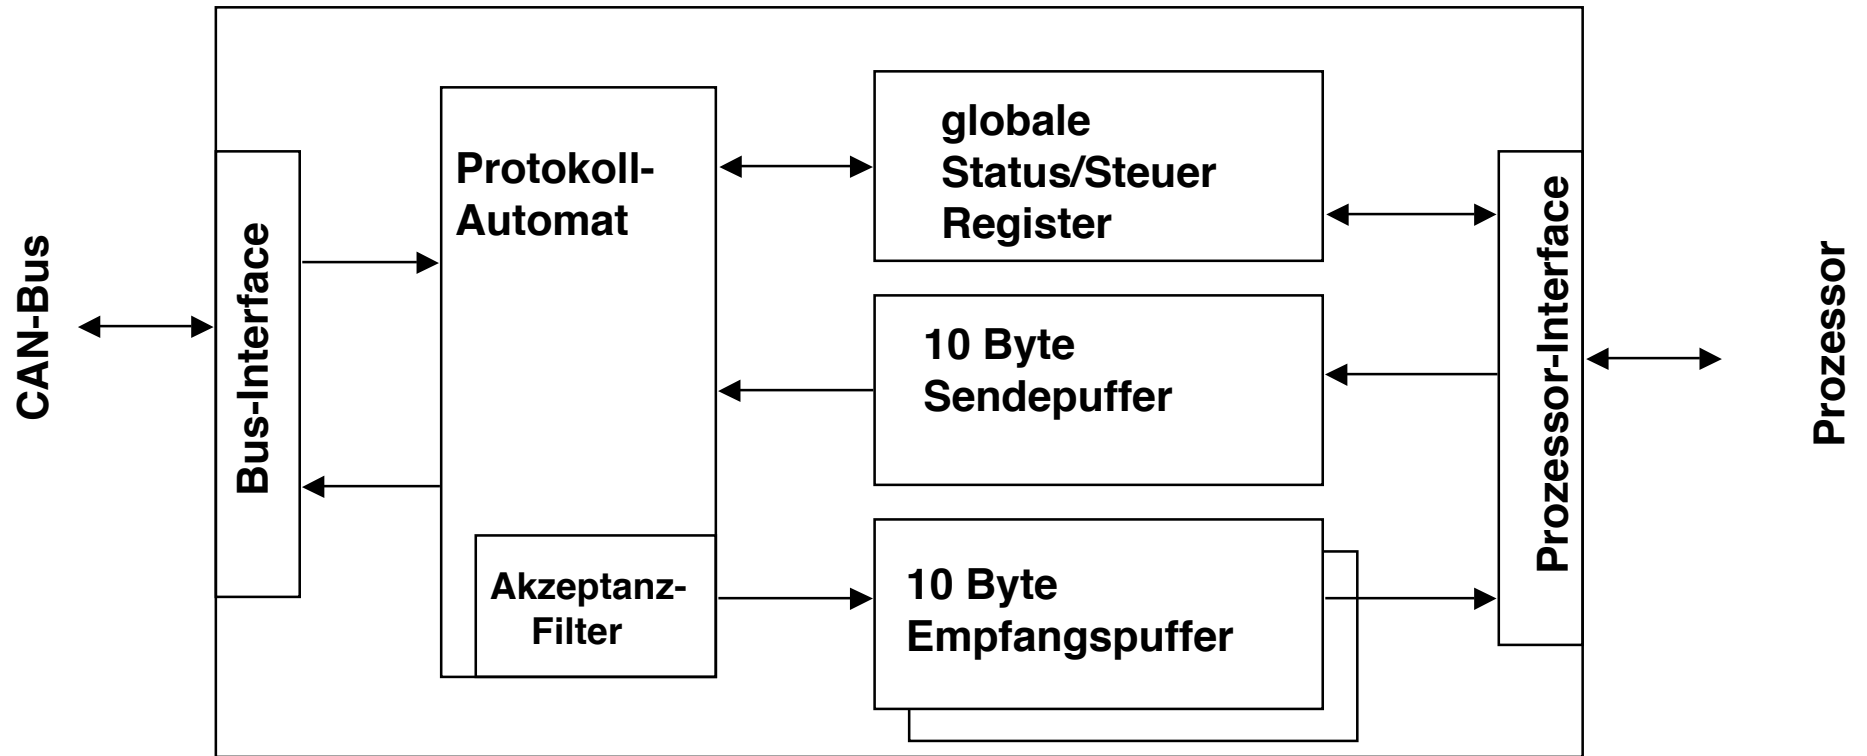 CAN-Bus
Bus-Interface
Protokoll-
Automat
Akzeptanz-
Filter
globale
Status/Steuer
Register
10 Byte
Sendepuffer
10 Byte
Empfangspuffer
Prozessor-Interface
Prozessor